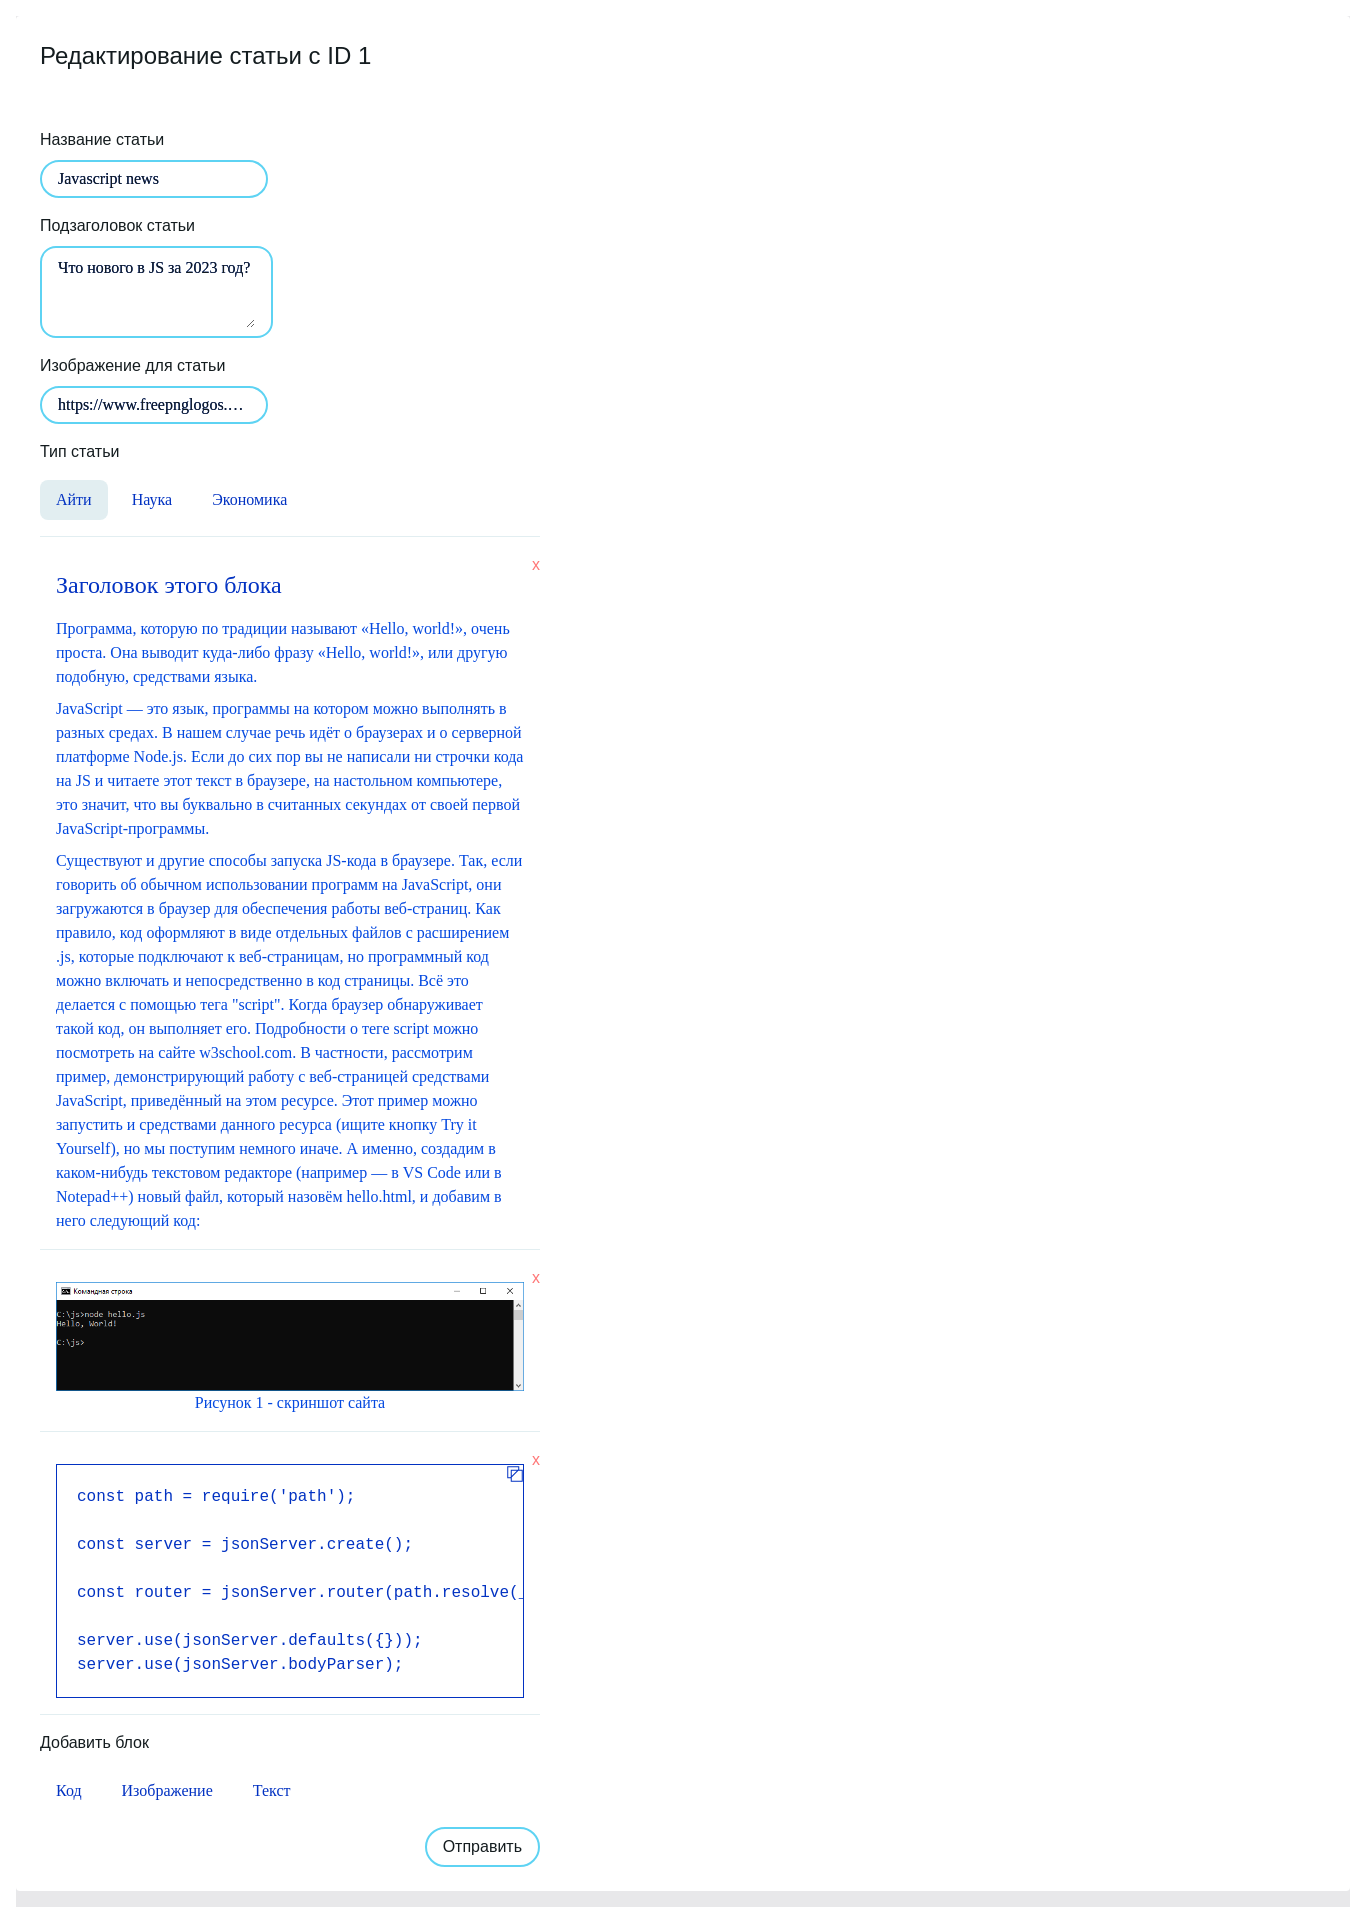 Редактирование статьи с ID 1
Название статьи
Javascript news
Подзаголовок статьи
Что нового в JS за 2023 год?
Изображение для статьи
https://www.freepnglogos.…
Тип статьи
Айти Наука Экономика
x
Заголовок этого блока
Программа, которую по традиции называют «Hello, world!», очень
проста. Она выводит куда-либо фразу «Hello, world!», или другую
подобную, средствами языка.
JavaScript — это язык, программы на котором можно выполнять в
разных средах. В нашем случае речь идёт о браузерах и о серверной
платформе Node.js. Если до сих пор вы не написали ни строчки кода
на JS и читаете этот текст в браузере, на настольном компьютере,
это значит, что вы буквально в считанных секундах от своей первой
JavaScript-программы.
Существуют и другие способы запуска JS-кода в браузере. Так, если
говорить об обычном использовании программ на JavaScript, они
загружаются в браузер для обеспечения работы веб-страниц. Как
правило, код оформляют в виде отдельных файлов с расширением
.js, которые подключают к веб-страницам, но программный код
можно включать и непосредственно в код страницы. Всё это
делается с помощью тега "script". Когда браузер обнаруживает
такой код, он выполняет его. Подробности о теге script можно
посмотреть на сайте w3school.com. В частности, рассмотрим
пример, демонстрирующий работу с веб-страницей средствами
JavaScript, приведённый на этом ресурсе. Этот пример можно
запустить и средствами данного ресурса (ищите кнопку Try it
Yourself), но мы поступим немного иначе. А именно, создадим в
каком-нибудь текстовом редакторе (например — в VS Code или в
Notepad++) новый файл, который назовём hello.html, и добавим в
него следующий код:
x
Командная строка
C:\js>node hello.js
Hello, World!
C:\js>
Рисунок 1 - скриншот сайта
x
const path = require('path');
const server = jsonServer.create();
const router = jsonServer.router(path.resolve(_
server.use(jsonServer.defaults({}));
server.use(jsonServer.bodyParser);
Добавить блок
Код Изображение Текст
Отправить